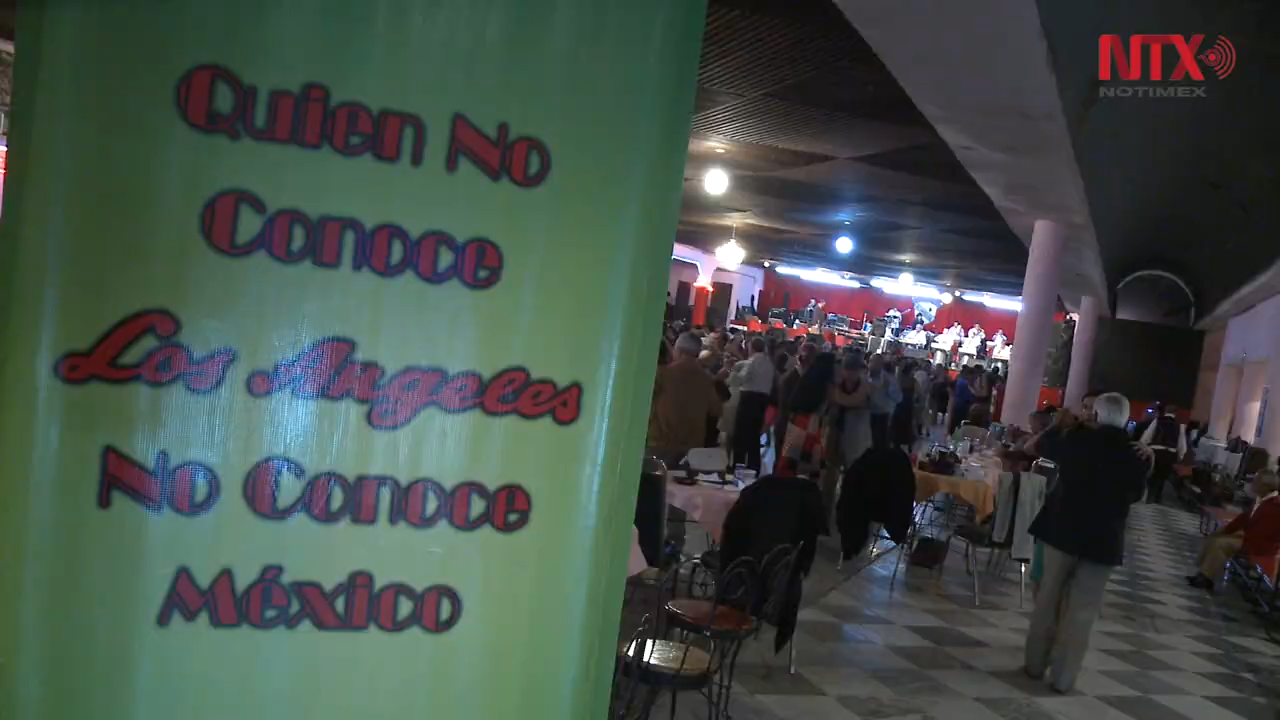 Quien No
Conoce
Los Angeles
No Conoce
México
NTX
NOTIMEX